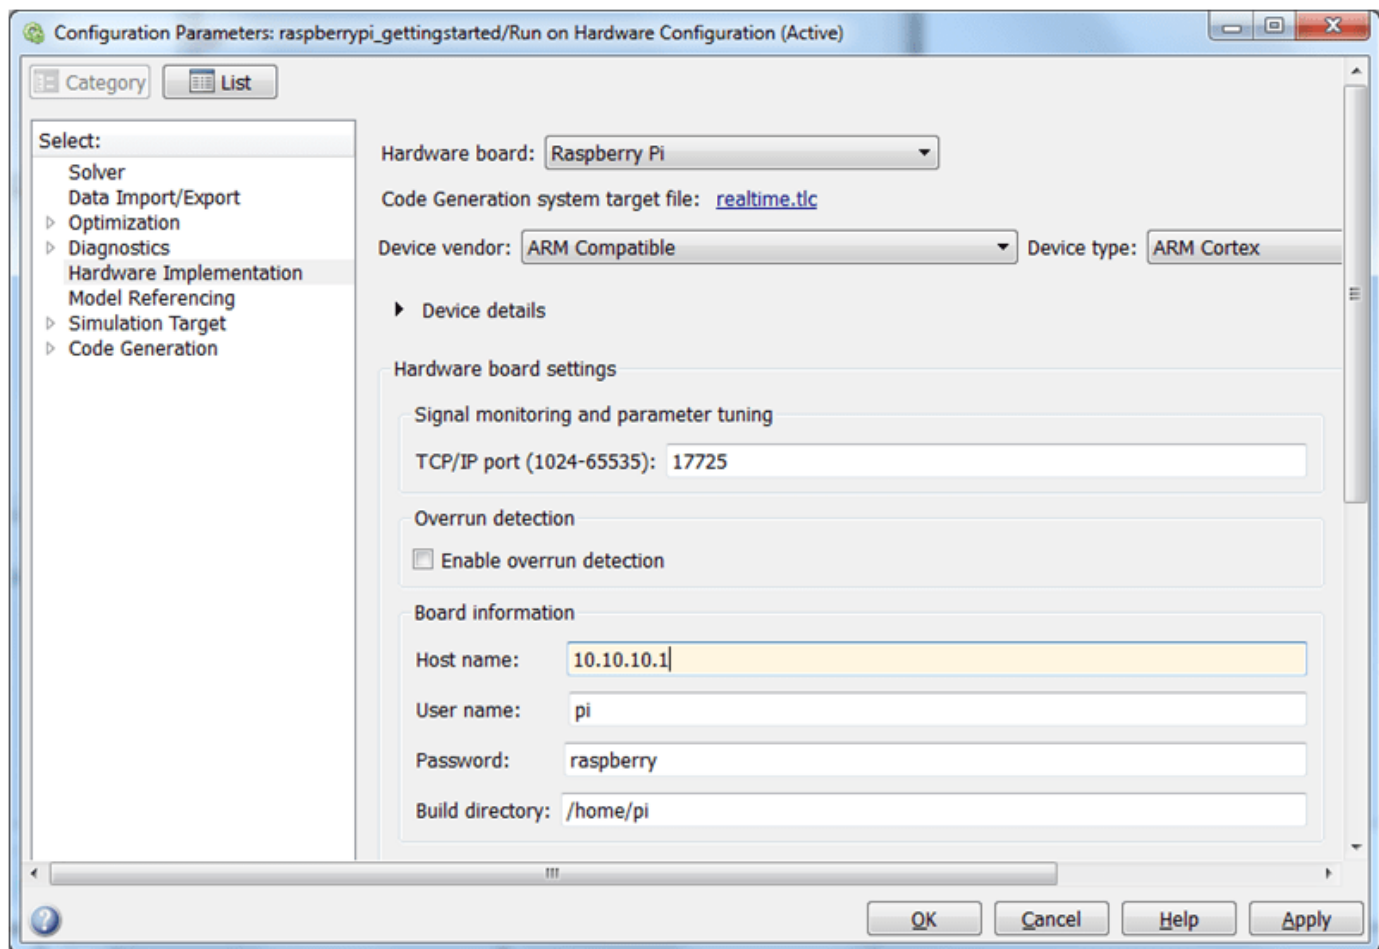 Configuration Parameters: raspberrypi_gettingstarted/Run on Hardware Configuration (Active)
Category List
Select:
Solver
Data Import/Export
Optimization
Diagnostics
Hardware Implementation
Model Referencing
Simulation Target
Code Generation
Hardware board: Raspberry Pi
Code Generation system target file: realtime.tlc
Device vendor: ARM Compatible Device type: ARM Cortex
Device details
Hardware board settings
Signal monitoring and parameter tuning
TCP/IP port (1024-65535): 17725
Overrun detection
Enable overrun detection
Board information
Host name: 10.10.10.1
User name: pi
Password: raspberry
Build directory: /home/pi
OK Cancel Help Apply